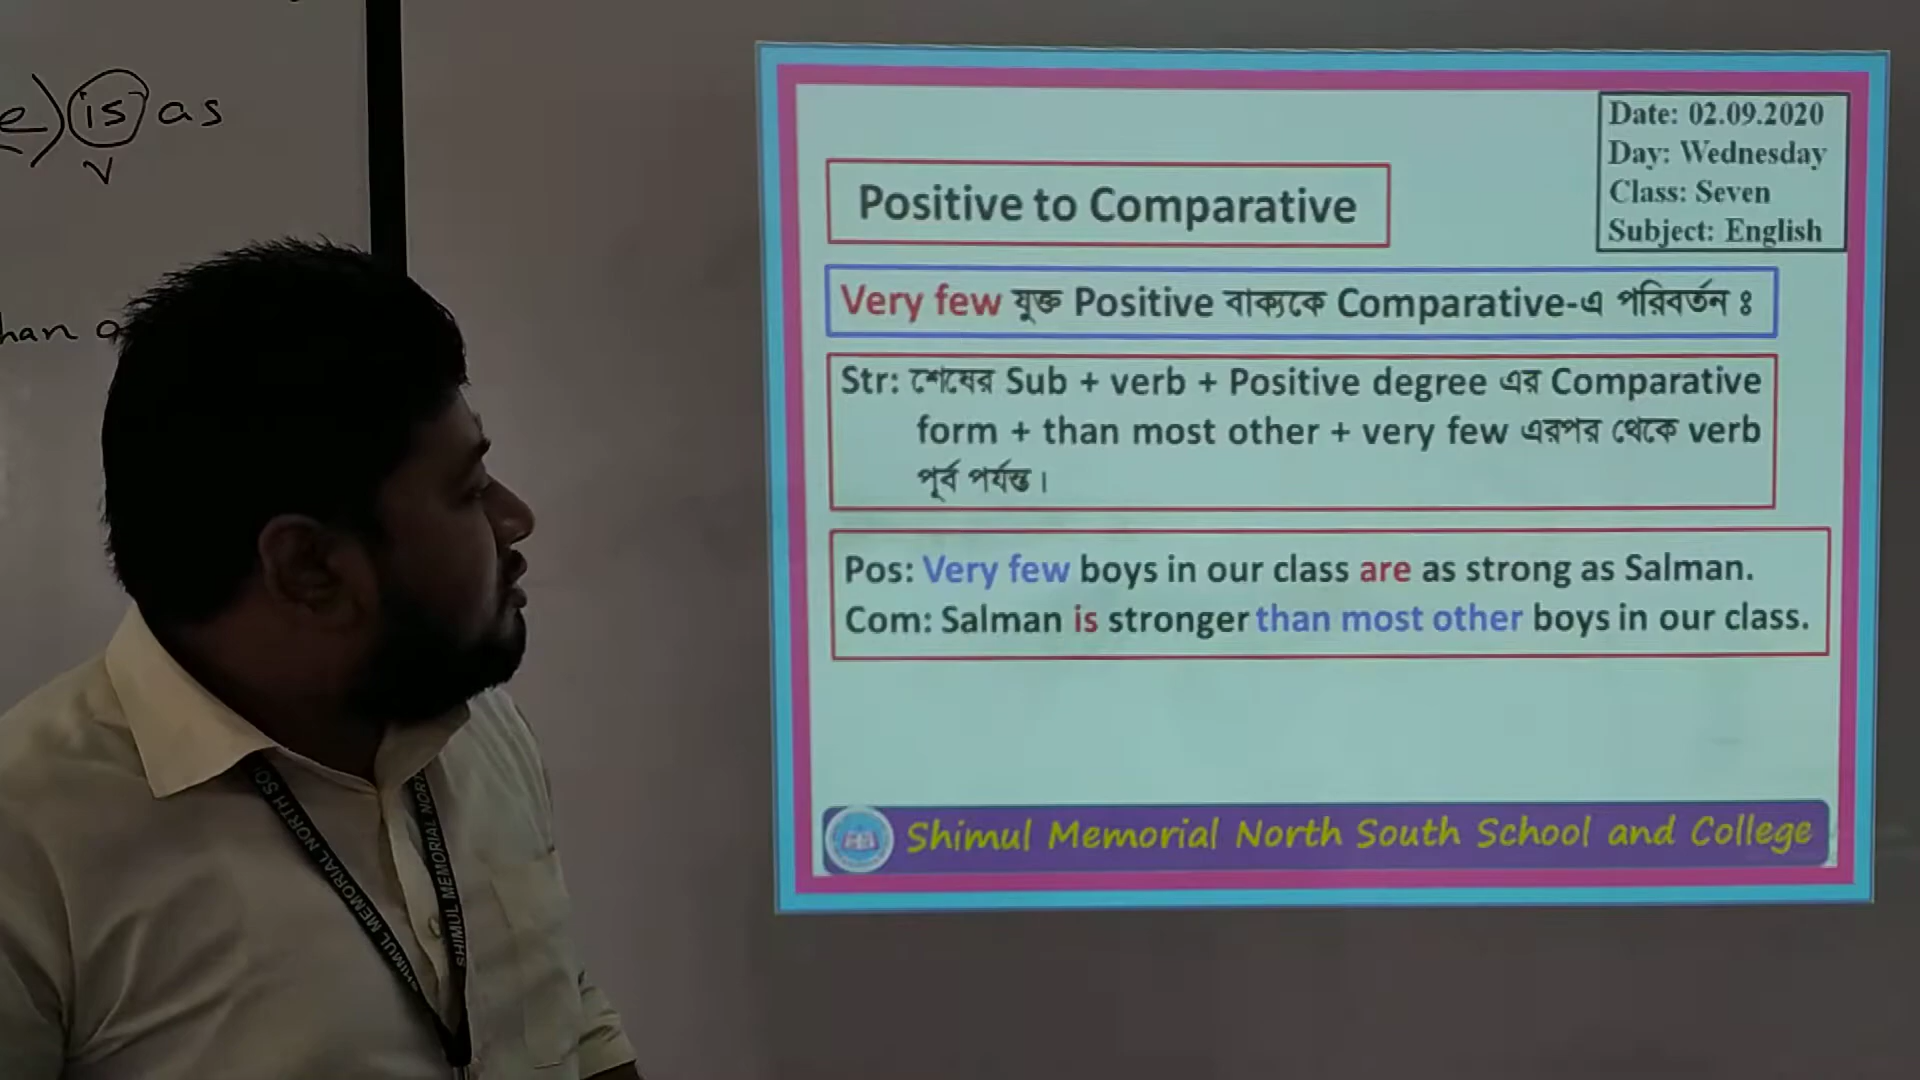 is as
V
han
Date: 02.09.2020
Day: Wednesday
Class: Seven
Subject: English
Positive to Comparative
Very few যুক্ত Positive বাক্যকে Comparative-এ পরিবর্তন ঃ
Str: শেষের Sub + verb + Positive degree এর Comparative
form + than most other + very few এরপর থেকে verb
পূর্ব পর্যন্ত।
Pos: Very few boys in our class are as strong as Salman.
Com: Salman is stronger than most other boys in our class.
Shimul Memorial North South School and College
SHIMUL MEMORIAL NORTH SO
SHIMUL MEMORIAL NORT